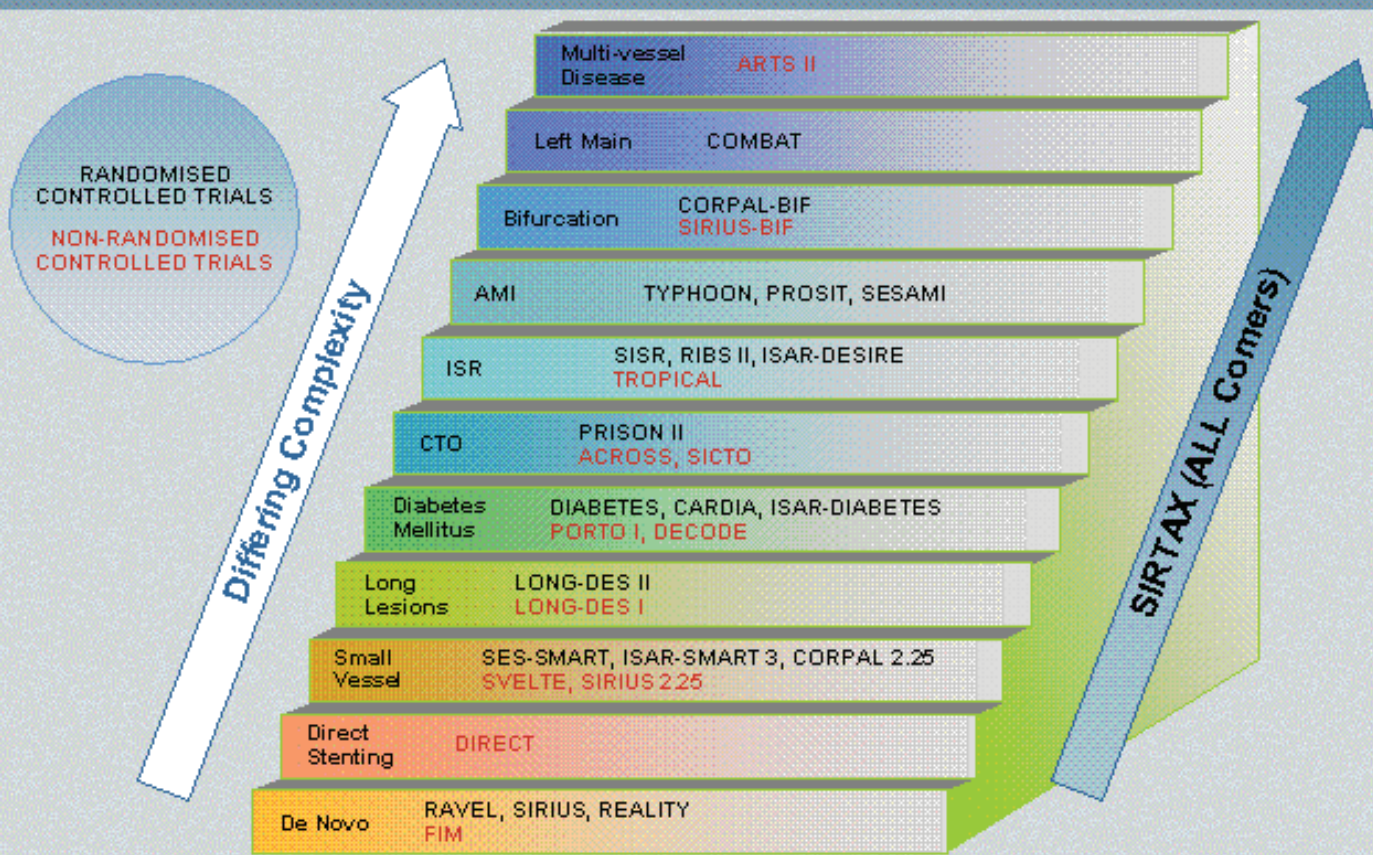 RANDOMISED
CONTROLLED TRIALS
NON-RANDOMISED
CONTROLLED TRIALS
Differing Complexity
Multi-vessel
Disease
ARTS II
Left Main
COMBAT
Bifurcation
CORPAL-BIF
SIRIUS-BIF
AMI
TYPHOON, PROSIT, SESAMI
ISR
SISR, RIBS II, ISAR-DESIRE
TROPICAL
CTO
PRISON II
ACROSS, SICTO
Diabetes
Mellitus
DIABETES, CARDIA, ISAR-DIABETES
PORTO I, DECODE
Long
Lesions
LONG-DES II
LONG-DES I
Small
Vessel
SES-SMART, ISAR-SMART 3, CORPAL 2.25
SVELTE, SIRIUS 2.25
Direct
Stenting
DIRECT
De Novo
RAVEL, SIRIUS, REALITY
FIM
SIRTAX (ALL Comers)